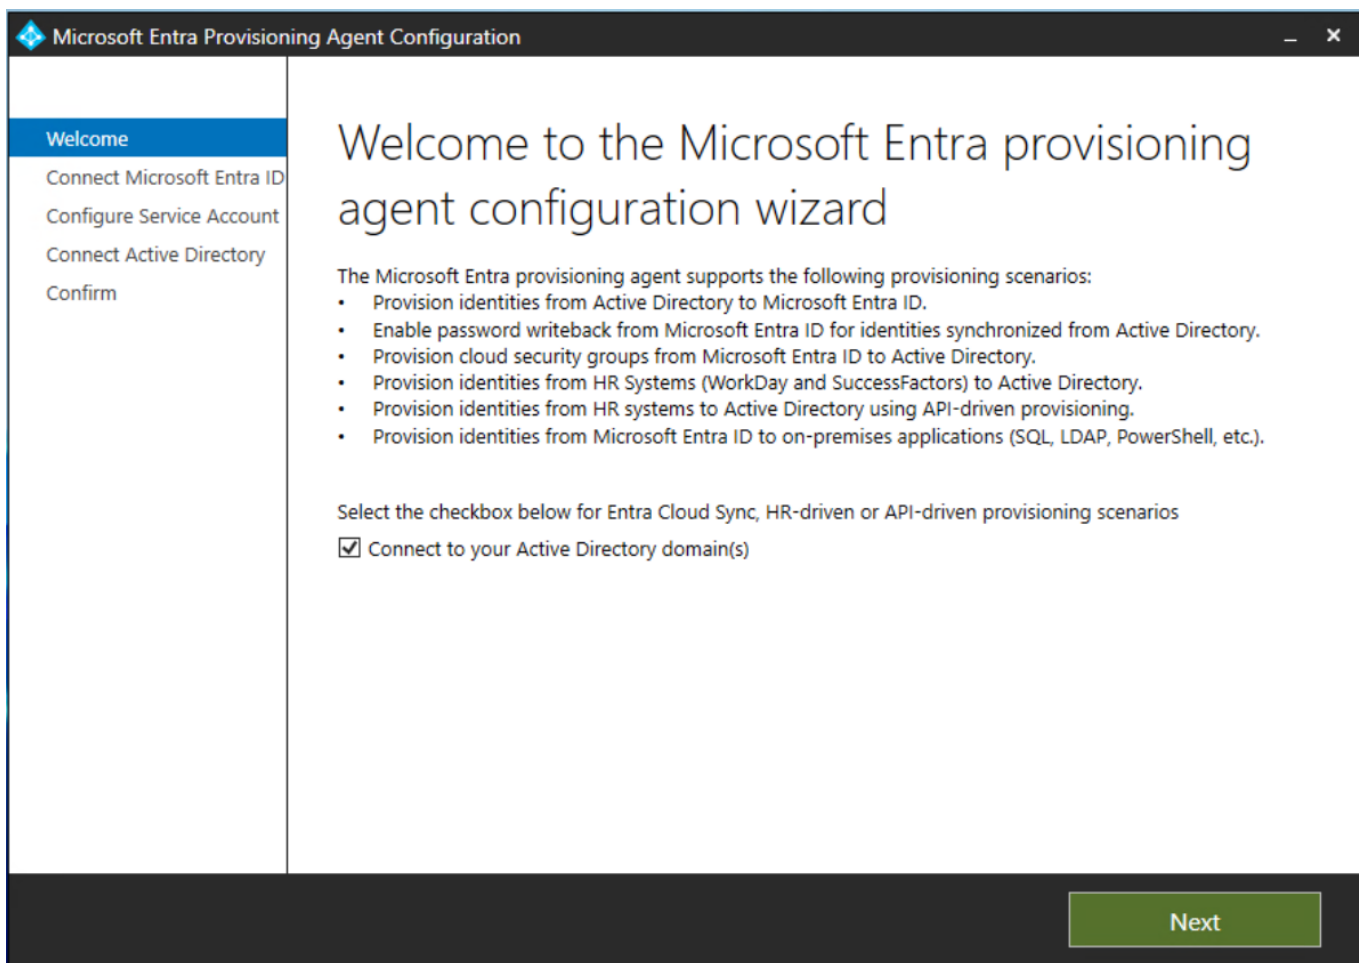 Microsoft Entra Provisioning Agent Configuration
Welcome
Connect Microsoft Entra ID
Configure Service Account
Connect Active Directory
Confirm
Welcome to the Microsoft Entra provisioning
agent configuration wizard
The Microsoft Entra provisioning agent supports the following provisioning scenarios:
• Provision identities from Active Directory to Microsoft Entra ID.
• Enable password writeback from Microsoft Entra ID for identities synchronized from Active Directory.
• Provision cloud security groups from Microsoft Entra ID to Active Directory.
• Provision identities from HR Systems (WorkDay and SuccessFactors) to Active Directory.
• Provision identities from HR systems to Active Directory using API-driven provisioning.
• Provision identities from Microsoft Entra ID to on-premises applications (SQL, LDAP, PowerShell, etc.).
Select the checkbox below for Entra Cloud Sync, HR-driven or API-driven provisioning scenarios
Connect to your Active Directory domain(s)
Next